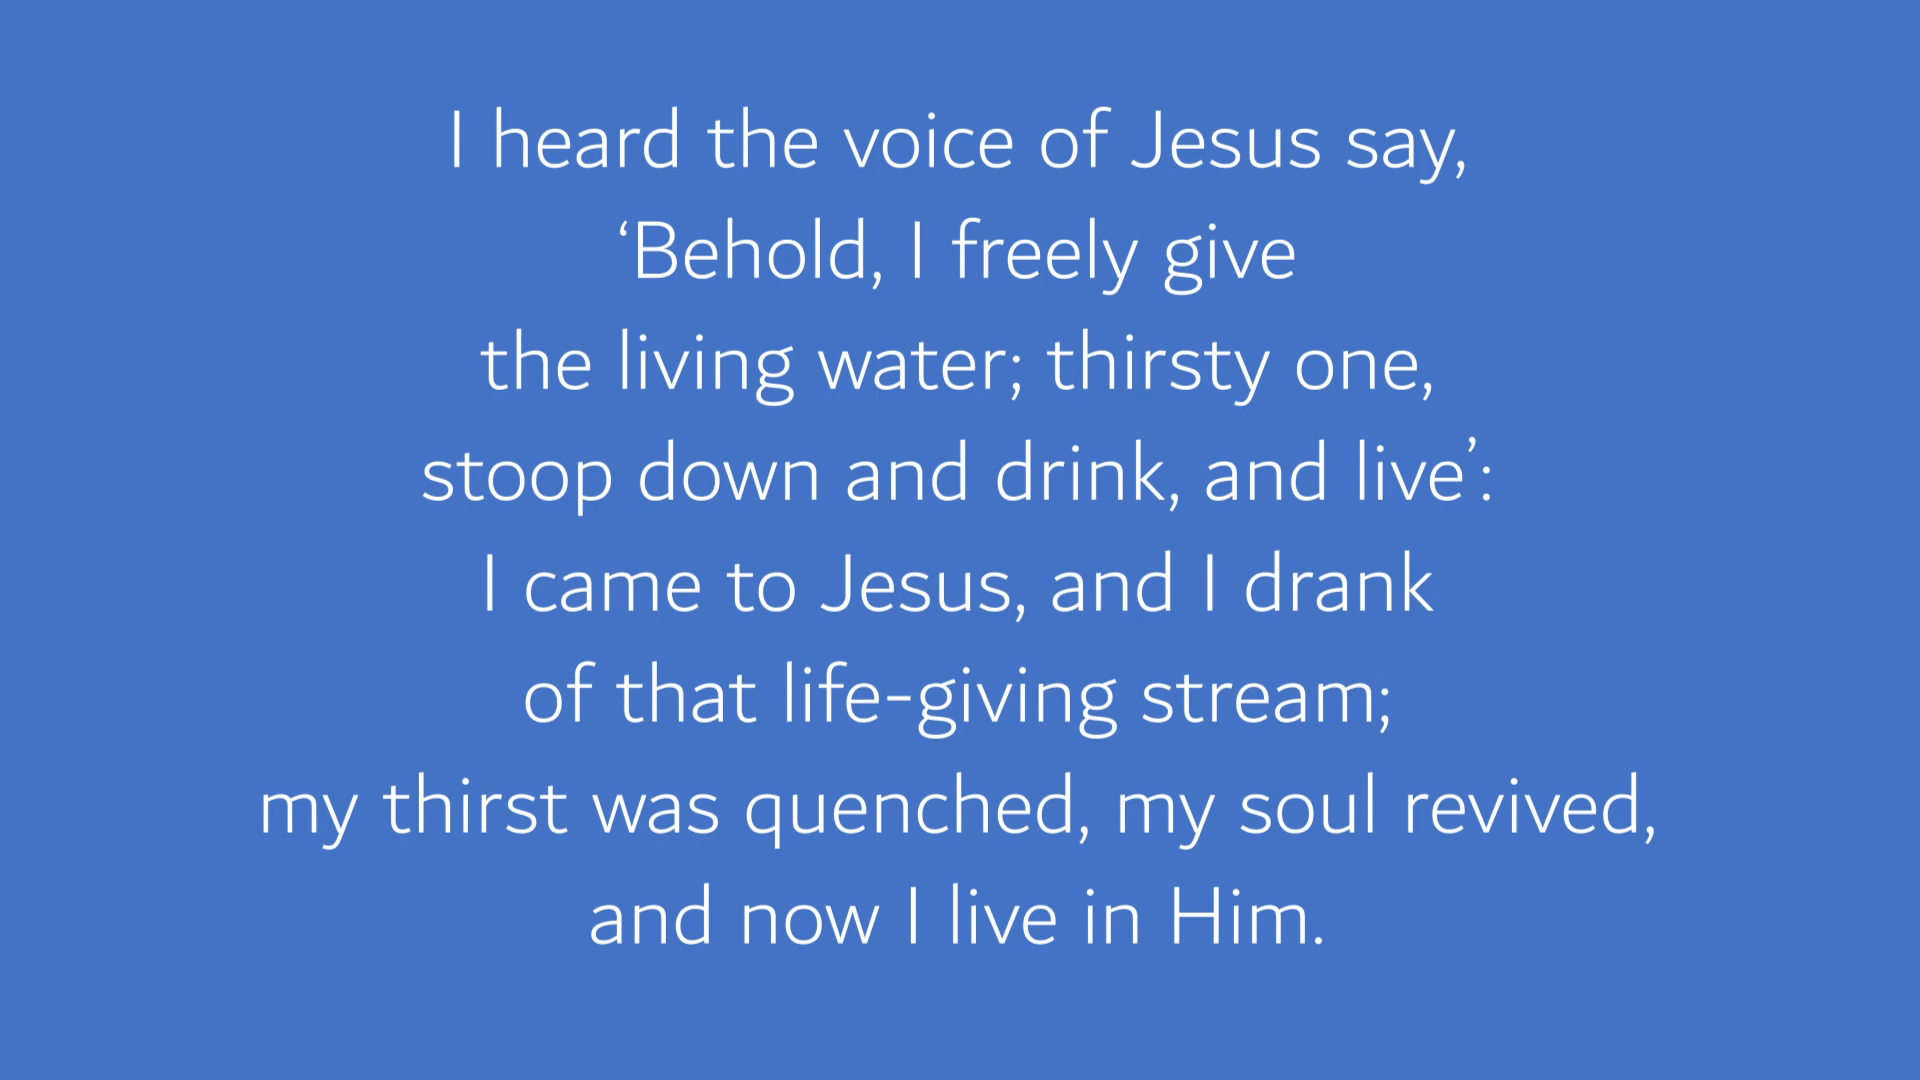 I heard the voice of Jesus say,
‘Behold, I freely give
the living water; thirsty one,
stoop down and drink, and live’:
I came to Jesus, and I drank
of that life-giving stream;
my thirst was quenched, my soul revived,
and now I live in Him.